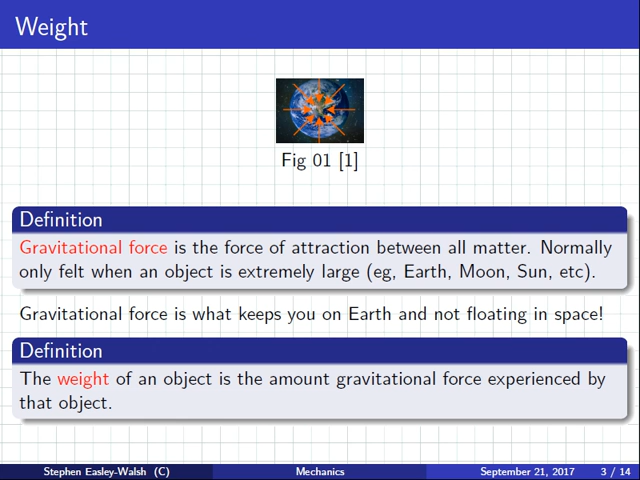 Weight
Fig 01 [1]
Definition
Gravitational force is the force of attraction between all matter. Normally
only felt when an object is extremely large (eg, Earth, Moon, Sun, etc).
Gravitational force is what keeps you on Earth and not floating in space!
Definition
The weight of an object is the amount gravitational force experienced by
that object.
Stephen Easley-Walsh (C) Mechanics September 21, 2017 3 / 14